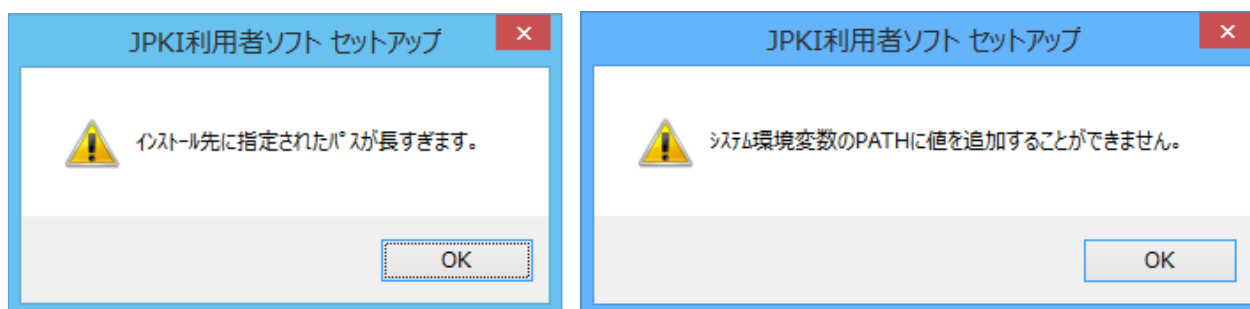 JPKI利用者ソフト セットアップ
インストール先に指定されたパスが長すぎます。
OK
JPKI利用者ソフト セットアップ
システム環境変数のPATHに値を追加することができません。
OK